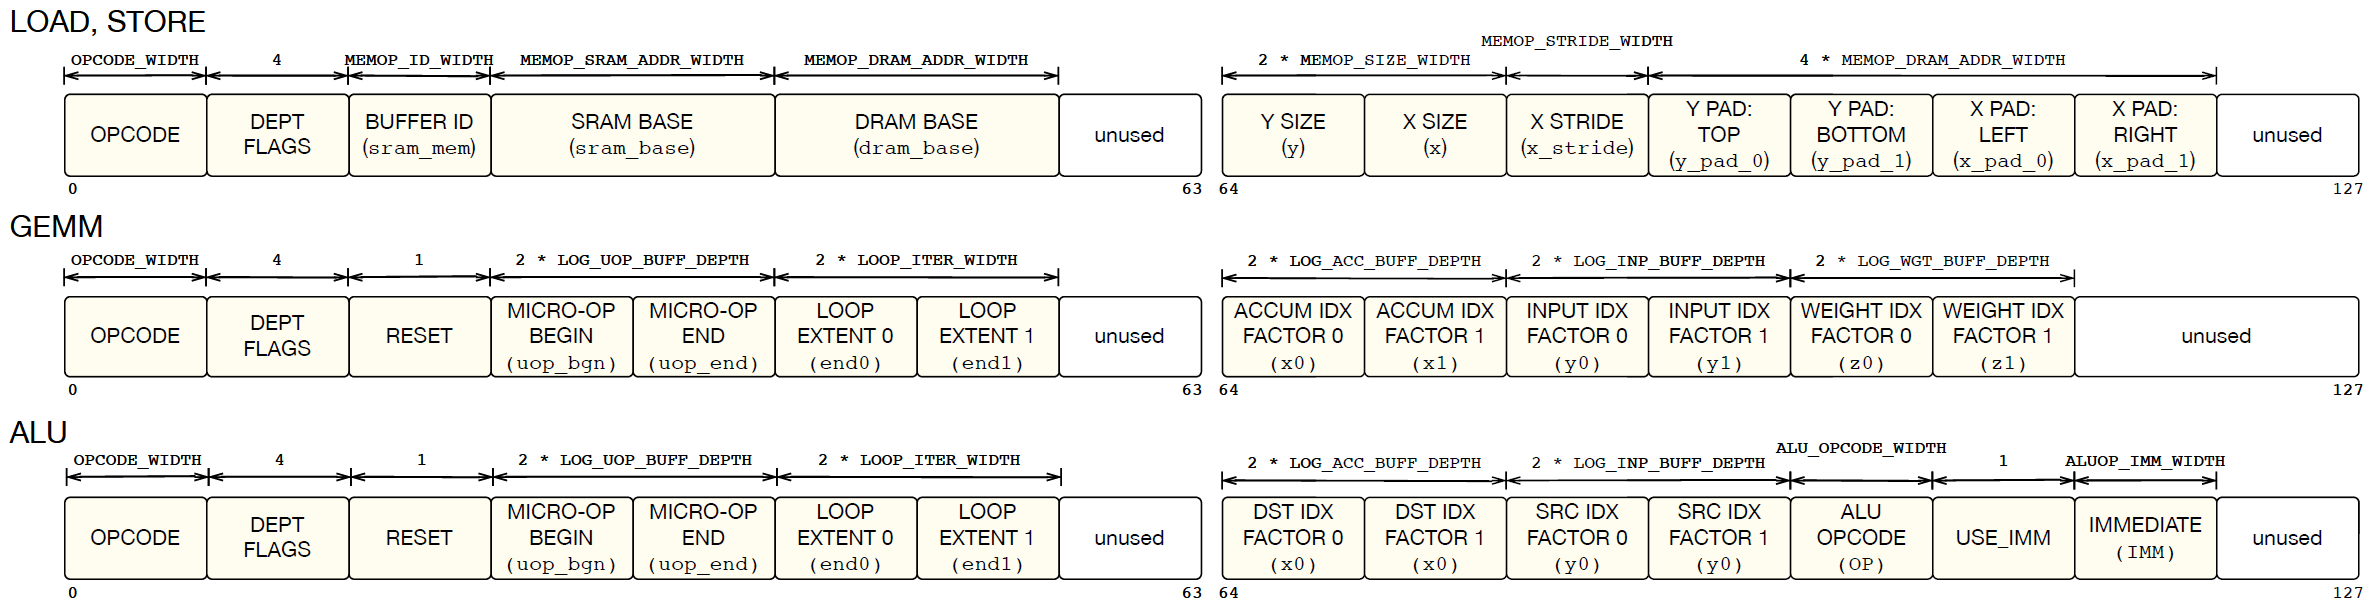 LOAD, STORE
OPCODE_WIDTH 4 MEMOP_ID_WIDTH MEMOP_SRAM_ADDR_WIDTH MEMOP_DRAM_ADDR_WIDTH 2 * MEMOP_SIZE_WIDTH MEMOP_STRIDE_WIDTH 4 * MEMOP_DRAM_ADDR_WIDTH
OPCODE
DEPT
FLAGS
BUFFER ID
(sram_mem)
SRAM BASE
(sram_base)
DRAM BASE
(dram_base)
unused
Y SIZE
(y)
X SIZE
(x)
X STRIDE
(x_stride)
Y PAD:
TOP
(y_pad_0)
Y PAD:
BOTTOM
(y_pad_1)
X PAD:
LEFT
(x_pad_0)
X PAD:
RIGHT
(x_pad_1)
unused
0 63 64 127
GEMM
OPCODE_WIDTH 4 1 2 * LOG_UOP_BUFF_DEPTH 2 * LOOP_ITER_WIDTH 2 * LOG_ACC_BUFF_DEPTH 2 * LOG_INP_BUFF_DEPTH 2 * LOG_WGT_BUFF_DEPTH
OPCODE
DEPT
FLAGS
RESET
MICRO-OP
BEGIN
(uop_bgn)
MICRO-OP
END
(uop_end)
LOOP
EXTENT 0
(end0)
LOOP
EXTENT 1
(end1)
unused
ACCUM IDX
FACTOR 0
(x0)
ACCUM IDX
FACTOR 1
(x1)
INPUT IDX
FACTOR 0
(y0)
INPUT IDX
FACTOR 1
(y1)
WEIGHT IDX
FACTOR 0
(z0)
WEIGHT IDX
FACTOR 1
(z1)
unused
0 63 64 127
ALU
OPCODE_WIDTH 4 1 2 * LOG_UOP_BUFF_DEPTH 2 * LOOP_ITER_WIDTH 2 * LOG_ACC_BUFF_DEPTH 2 * LOG_INP_BUFF_DEPTH ALU_OPCODE_WIDTH 1 ALUOP_IMM_WIDTH
OPCODE
DEPT
FLAGS
RESET
MICRO-OP
BEGIN
(uop_bgn)
MICRO-OP
END
(uop_end)
LOOP
EXTENT 0
(end0)
LOOP
EXTENT 1
(end1)
unused
DST IDX
FACTOR 0
(x0)
DST IDX
FACTOR 1
(x0)
SRC IDX
FACTOR 0
(y0)
SRC IDX
FACTOR 1
(y0)
ALU
OPCODE
(OP)
USE_IMM
IMMEDIATE
(IMM)
unused
0 63 64 127